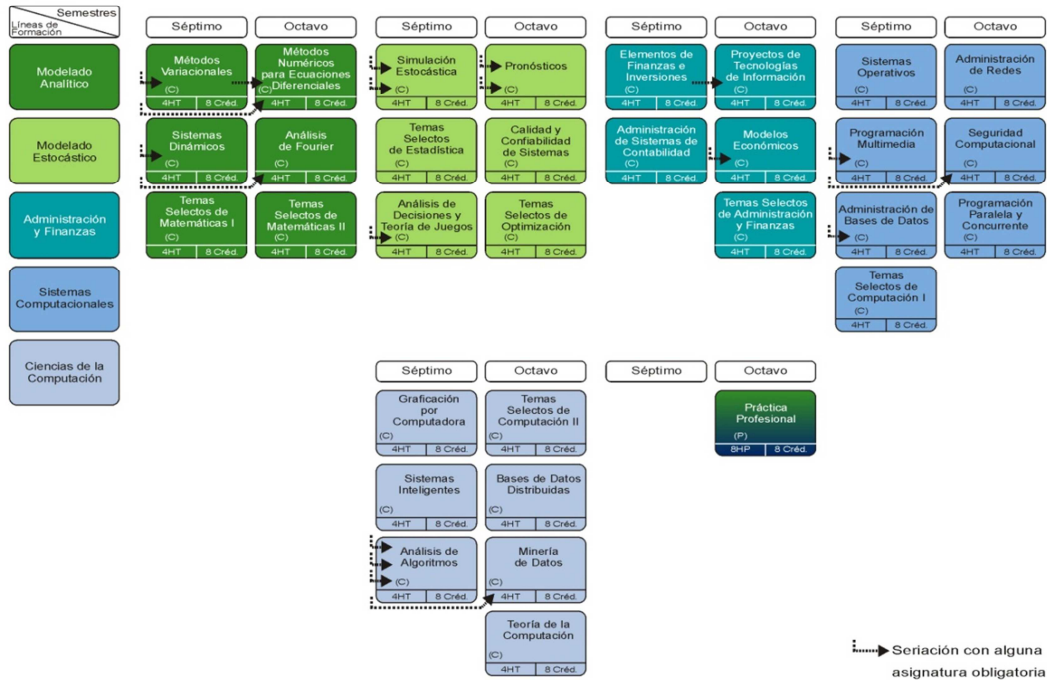 Semestres
Líneas de
Formación
Modelado
Analítico
Modelado
Estocástico
Administración
y Finanzas
Sistemas
Computacionales
Ciencias de la
Computación
Séptimo
Octavo
Métodos
Variacionales
(C)
4HT 8 Créd.
Métodos
Numéricos
para Ecuaciones
Diferenciales
(C)
4HT 8 Créd.
Sistemas
Dinámicos
(C)
4HT 8 Créd.
Análisis
de Fourier
(C)
4HT 8 Créd.
Temas
Selectos de
Matemáticas I
(C)
4HT 8 Créd.
Temas
Selectos de
Matemáticas II
(C)
4HT 8 Créd.
Séptimo
Octavo
Simulación
Estocástica
(C)
4HT 8 Créd.
Pronósticos
(C)
4HT 8 Créd.
Temas
Selectos
de Estadística
(C)
4HT 8 Créd.
Calidad y
Confiabilidad
de Sistemas
(C)
4HT 8 Créd.
Análisis de
Decisiones y
Teoría de Juegos
(C)
4HT 8 Créd.
Temas
Selectos de
Optimización
(C)
4HT 8 Créd.
Séptimo
Octavo
Elementos de
Finanzas e
Inversiones
(C)
4HT 8 Créd.
Proyectos de
Tecnologías
de Información
(C)
4HT 8 Créd.
Administración
de Sistemas de
Contabilidad
(C)
4HT 8 Créd.
Modelos
Económicos
(C)
4HT 8 Créd.
Temas Selectos
de Administración
y Finanzas
(C)
4HT 8 Créd.
Séptimo
Octavo
Sistemas
Operativos
(C)
4HT 8 Créd.
Administración
de Redes
(C)
4HT 8 Créd.
Programación
Multimedia
(C)
4HT 8 Créd.
Seguridad
Computacional
(C)
4HT 8 Créd.
Administración de
Bases de Datos
(C)
4HT 8 Créd.
Programación
Paralela y
Concurrente
(C)
4HT 8 Créd.
Temas
Selectos de
Computación I
(C)
4HT 8 Créd.
Séptimo
Octavo
Graficación
por
Computadora
(C)
4HT 8 Créd.
Temas
Selectos de
Computación II
(C)
4HT 8 Créd.
Sistemas
Inteligentes
(C)
4HT 8 Créd.
Bases de Datos
Distribuidas
(C)
4HT 8 Créd.
Análisis de
Algoritmos
(C)
4HT 8 Créd.
Minería
de Datos
(C)
4HT 8 Créd.
Teoría de la
Computación
(C)
4HT 8 Créd.
Séptimo
Octavo
Práctica
Profesional
(P)
8HP 8 Créd.
Seriación con alguna
asignatura obligatoria